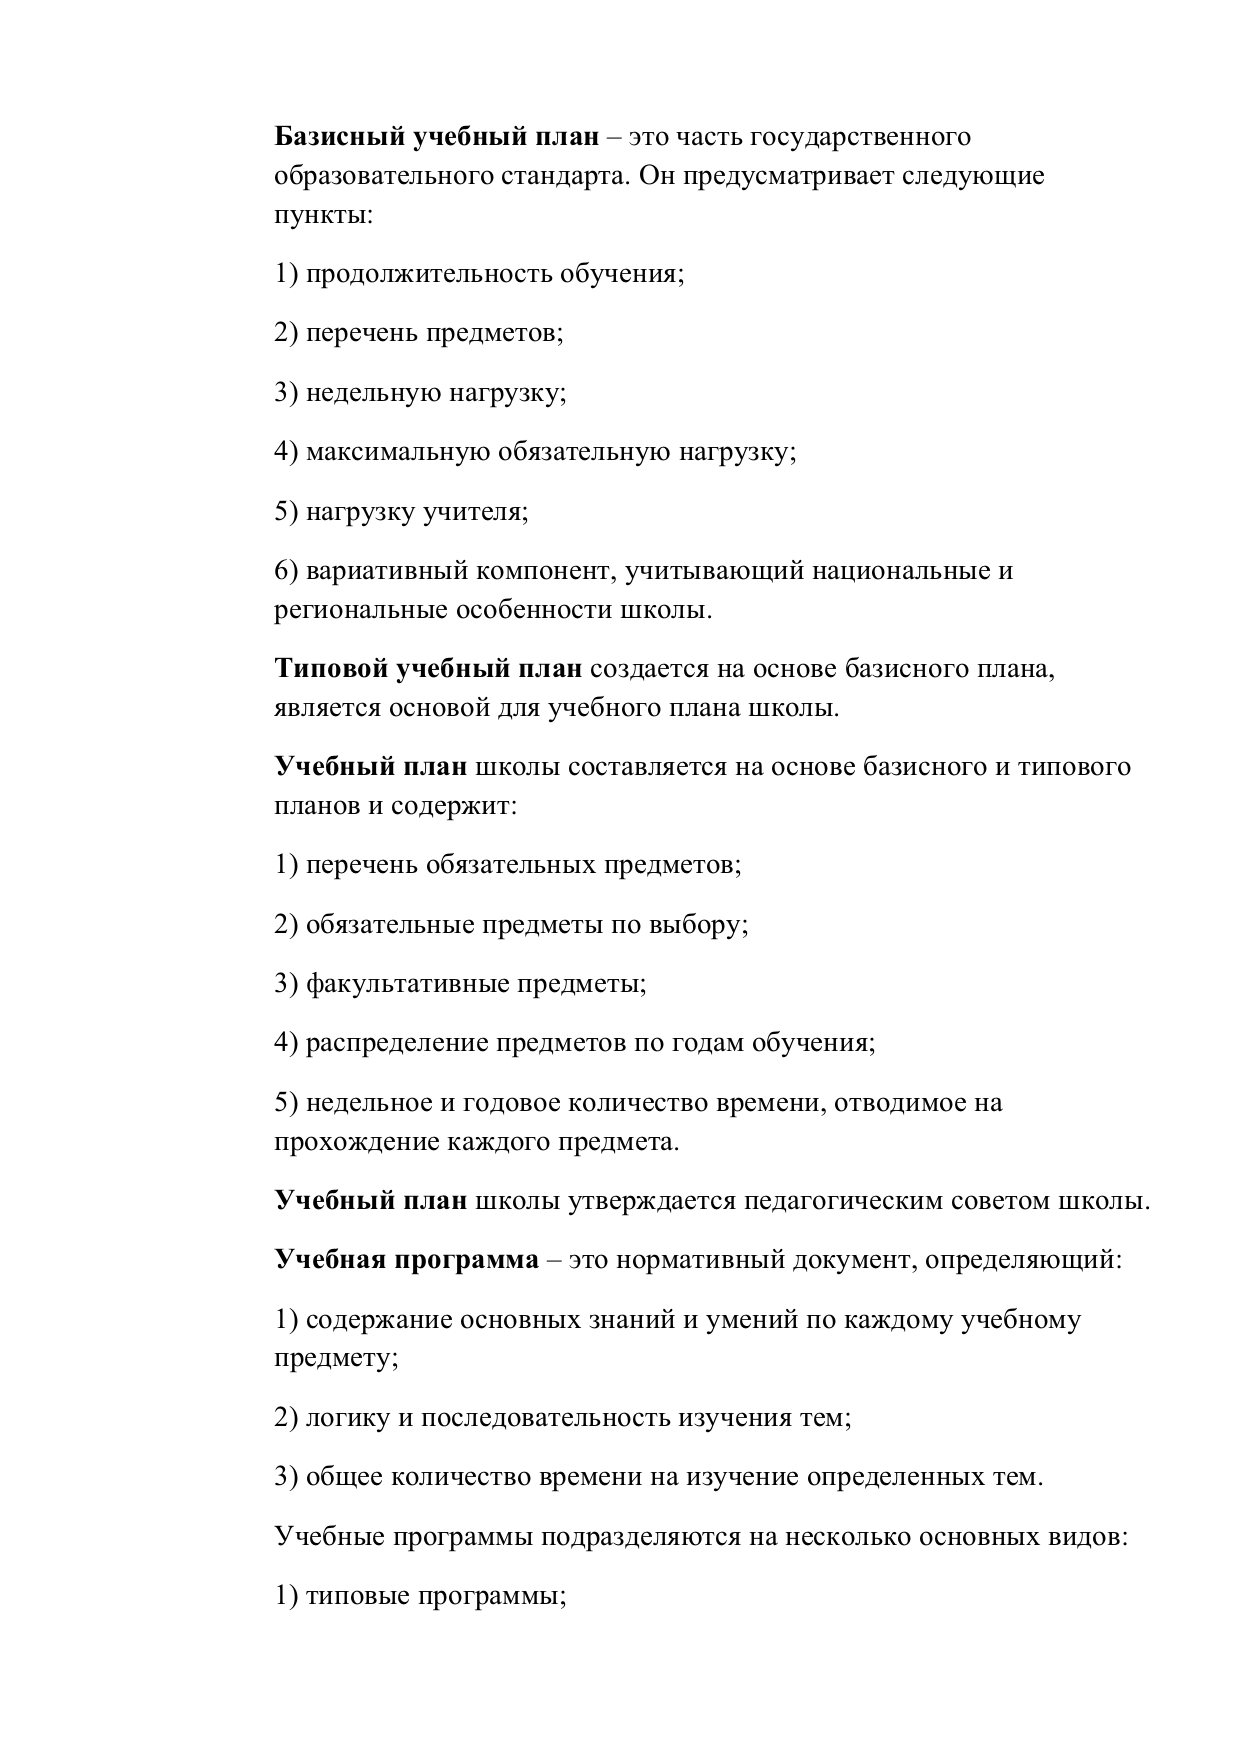 Базисный учебный план – это часть государственного
образовательного стандарта. Он предусматривает следующие
пункты:
1) продолжительность обучения;
2) перечень предметов;
3) недельную нагрузку;
4) максимальную обязательную нагрузку;
5) нагрузку учителя;
6) вариативный компонент, учитывающий национальные и
региональные особенности школы.
Типовой учебный план создается на основе базисного плана,
является основой для учебного плана школы.
Учебный план школы составляется на основе базисного и типового
планов и содержит:
1) перечень обязательных предметов;
2) обязательные предметы по выбору;
3) факультативные предметы;
4) распределение предметов по годам обучения;
5) недельное и годовое количество времени, отводимое на
прохождение каждого предмета.
Учебный план школы утверждается педагогическим советом школы.
Учебная программа – это нормативный документ, определяющий:
1) содержание основных знаний и умений по каждому учебному
предмету;
2) логику и последовательность изучения тем;
3) общее количество времени на изучение определенных тем.
Учебные программы подразделяются на несколько основных видов:
1) типовые программы;